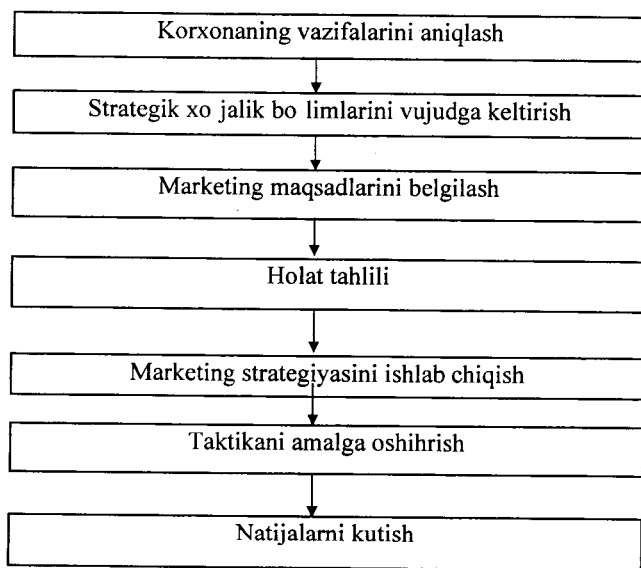 Korxonaning vazifalarini aniqlash
Strategik xo jalik bo limlarini vujudga keltirish
Marketing maqsadlarini belgilash
Holat tahlili
Marketing strategiyasini ishlab chiqish
Taktikani amalga oshihrish
Natijalarni kutish